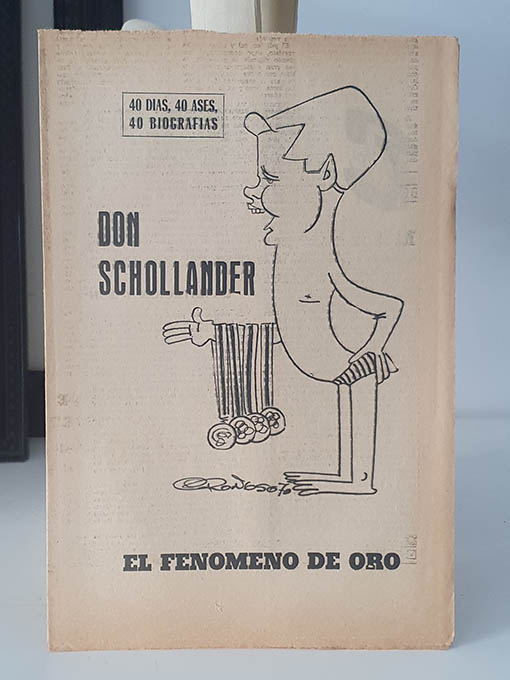 40 DIAS, 40 ASES,
40 BIOGRAFIAS
DON
SCHOLLANDER
EL FENOMENO DE ORO